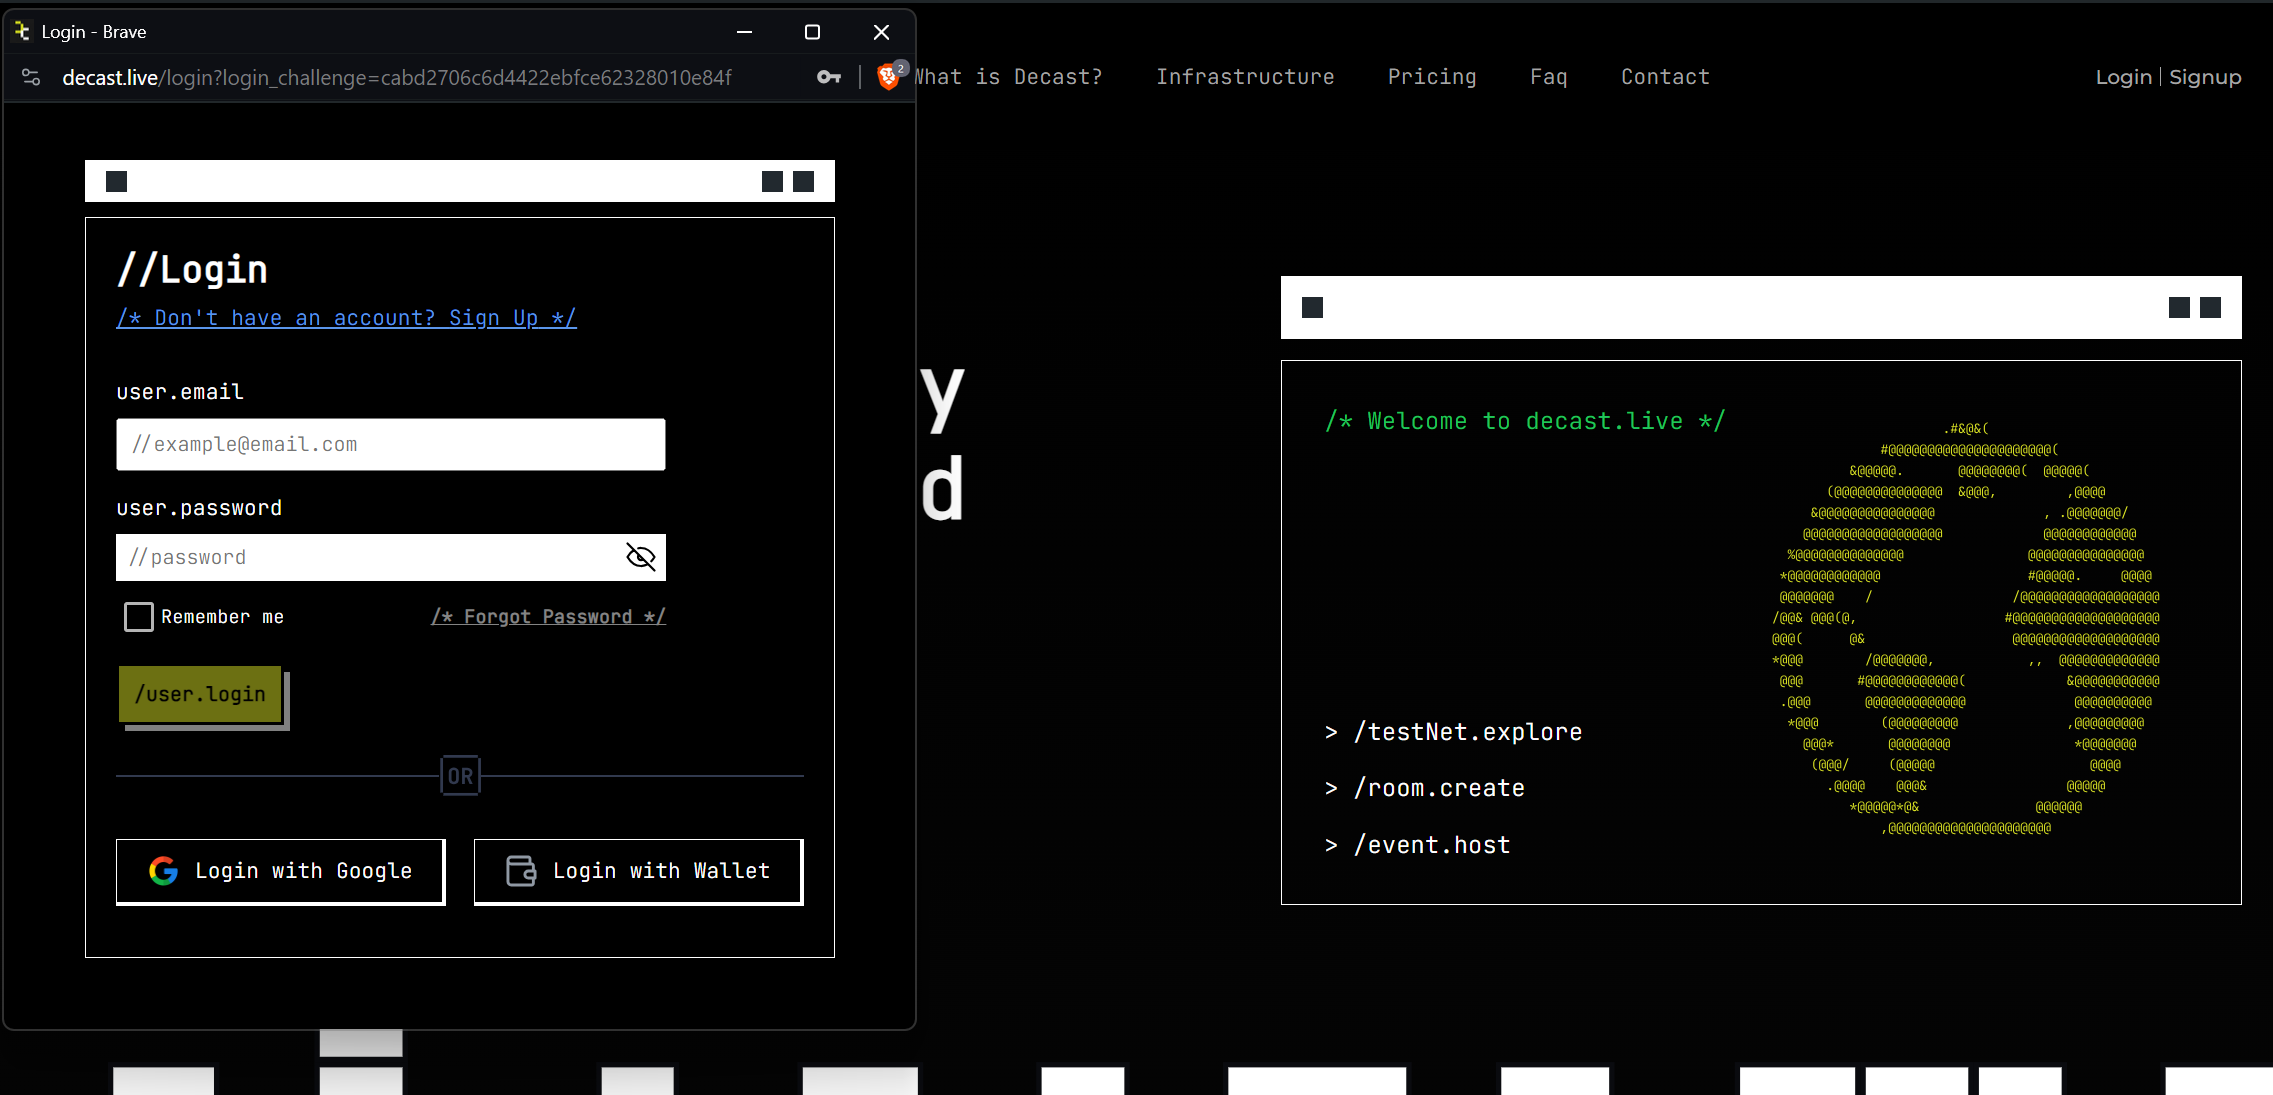 Login - Brave
decast.live/login?login_challenge=cabd2706c6d4422ebfce62328010e84f
2
What is Decast?
Infrastructure
Pricing
Faq
Contact
Login | Signup
//Login
/* Don't have an account? Sign Up */
user.email
//example@email.com
user.password
//password
Remember me
/* Forgot Password */
/user.login
OR
Login with Google
Login with Wallet
y
d
/* Welcome to decast.live */
> /testNet.explore
> /room.create
> /event.host